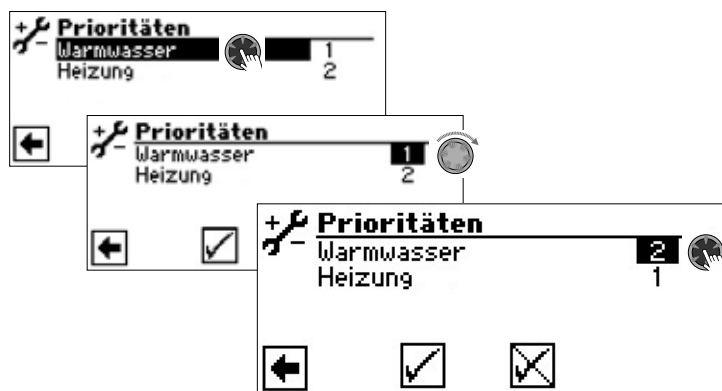 Prioritäten
Warmwasser 1
Heizung 2
Prioritäten
Warmwasser 1
Heizung 2
Prioritäten
Warmwasser 2
Heizung 1